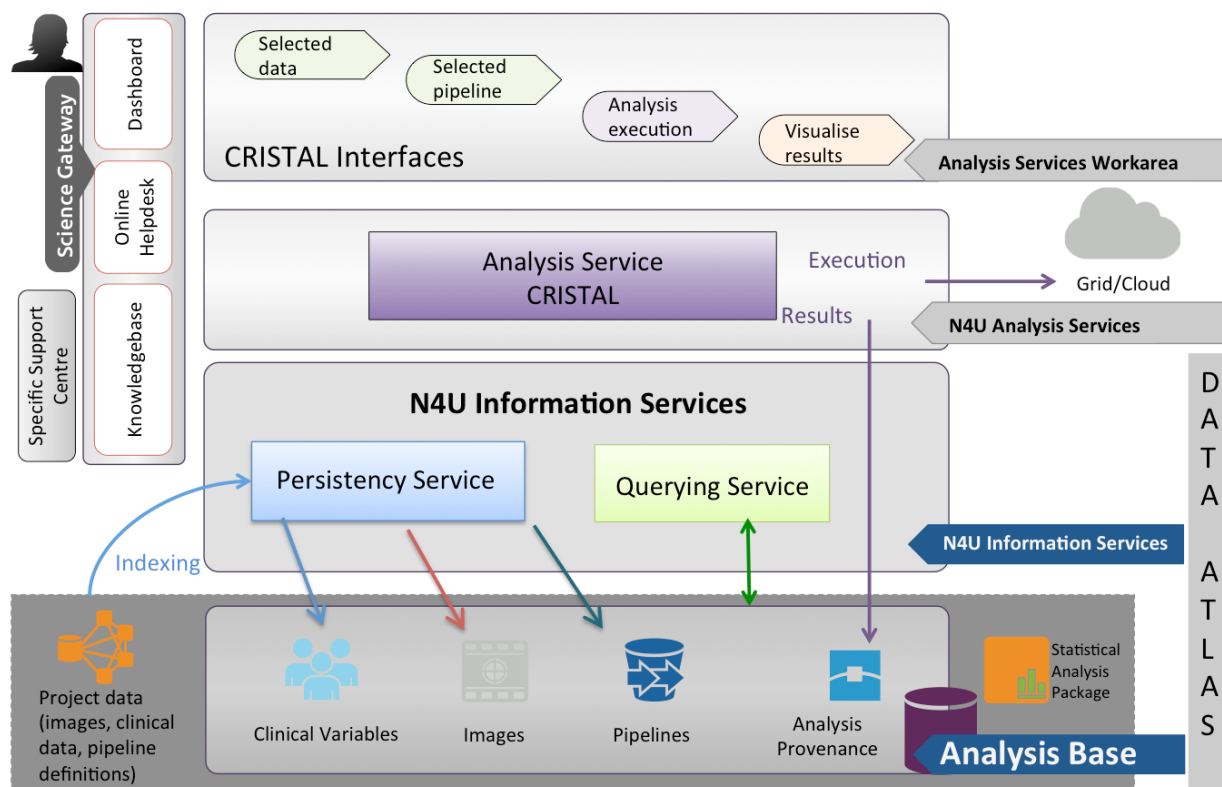 Science Gateway
Dashboard
Online
Helpdesk
Knowledgebase
Specific Support
Centre
Selected
data
Selected
pipeline
Analysis
execution
Visualise
results
CRISTAL Interfaces
Analysis Services Workarea
Analysis Service
CRISTAL
Execution
Results
Grid/Cloud
N4U Analysis Services
N4U Information Services
Persistency Service
Querying Service
Indexing
N4U Information Services
DATA ATLAS
Project data
(images, clinical
data, pipeline
definitions)
Clinical Variables
Images
Pipelines
Analysis
Provenance
Statistical
Analysis
Package
Analysis Base